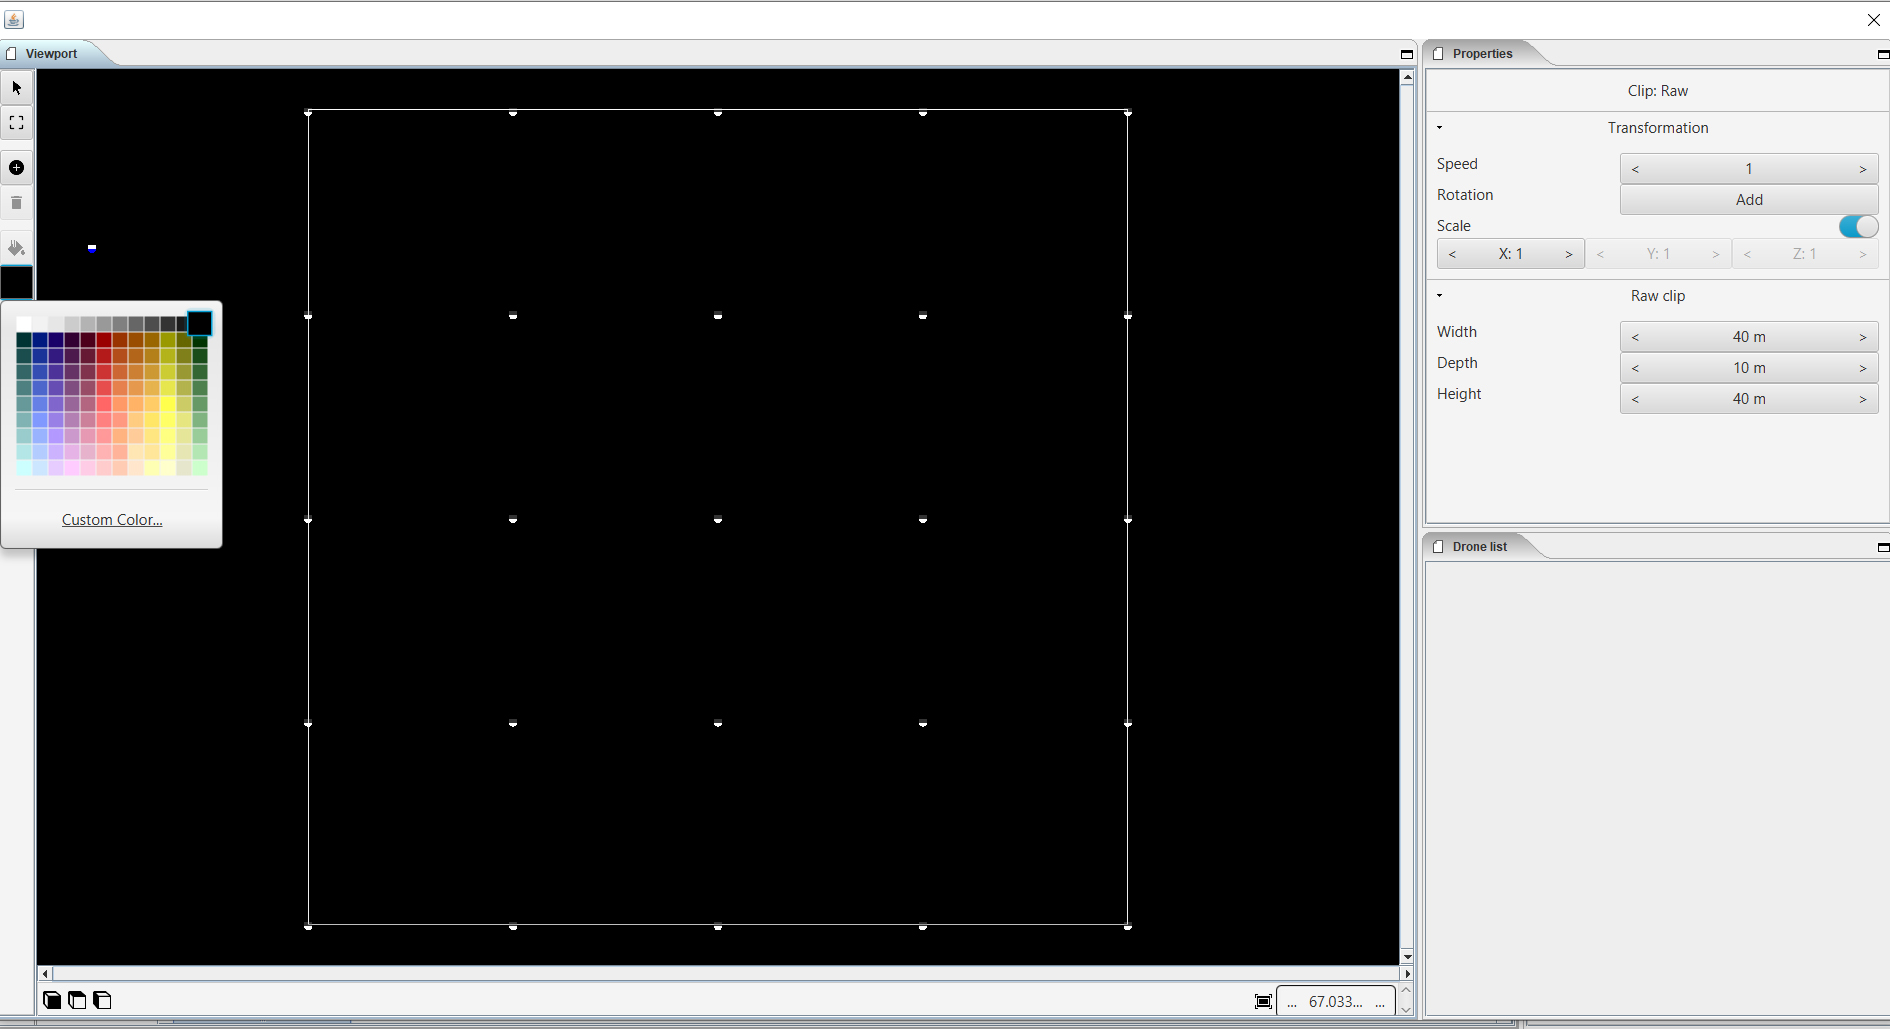 Viewport
Properties
Clip: Raw
Transformation
Speed
< 1 >
Rotation
Add
Scale
< X: 1 >
< Y: 1 >
< Z: 1 >
Raw clip
Width
< 40 m >
Depth
< 10 m >
Height
< 40 m >
Custom Color...
Drone list
... 67.033... ...